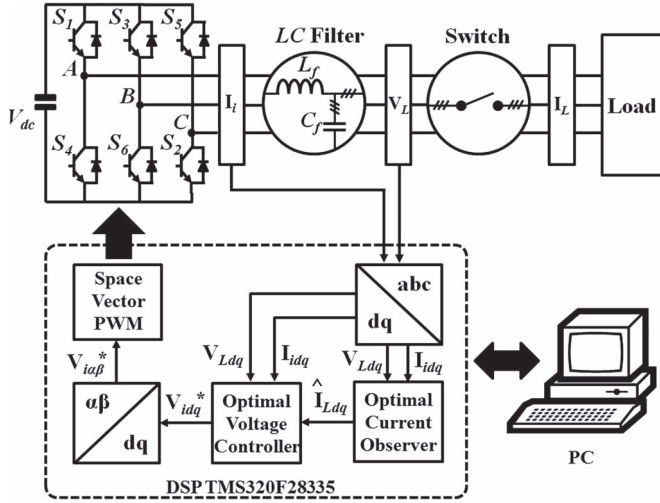 S1 S3 S5
LC Filter
Switch
A
Lf
Vdc
B
Ii
VL
IL
Load
C
Cf
S4 S6 S2
Space
Vector
PWM
abc
dq
VLdq
Iidq
VLdq
Iidq
Viαβ*
αβ
dq
Vidq*
Optimal
Voltage
Controller
ÎLdq
Optimal
Current
Observer
PC
DSP TMS320F28335